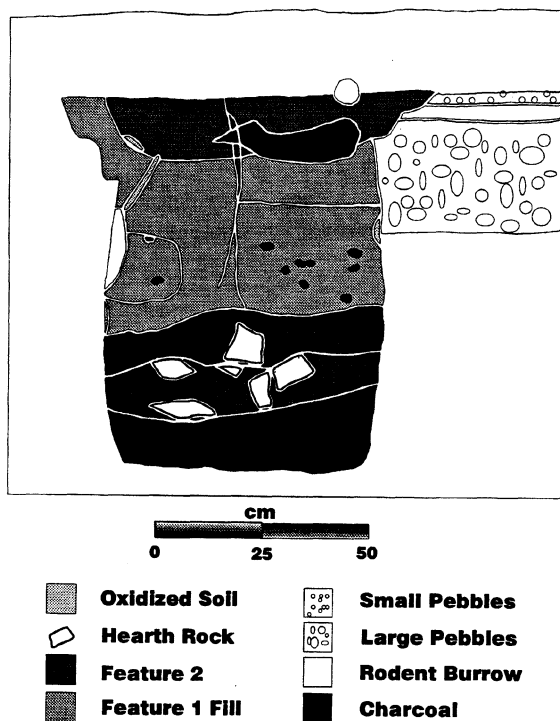 cm
0 25 50
Oxidized Soil
Hearth Rock
Feature 2
Feature 1 Fill
Small Pebbles
Large Pebbles
Rodent Burrow
Charcoal